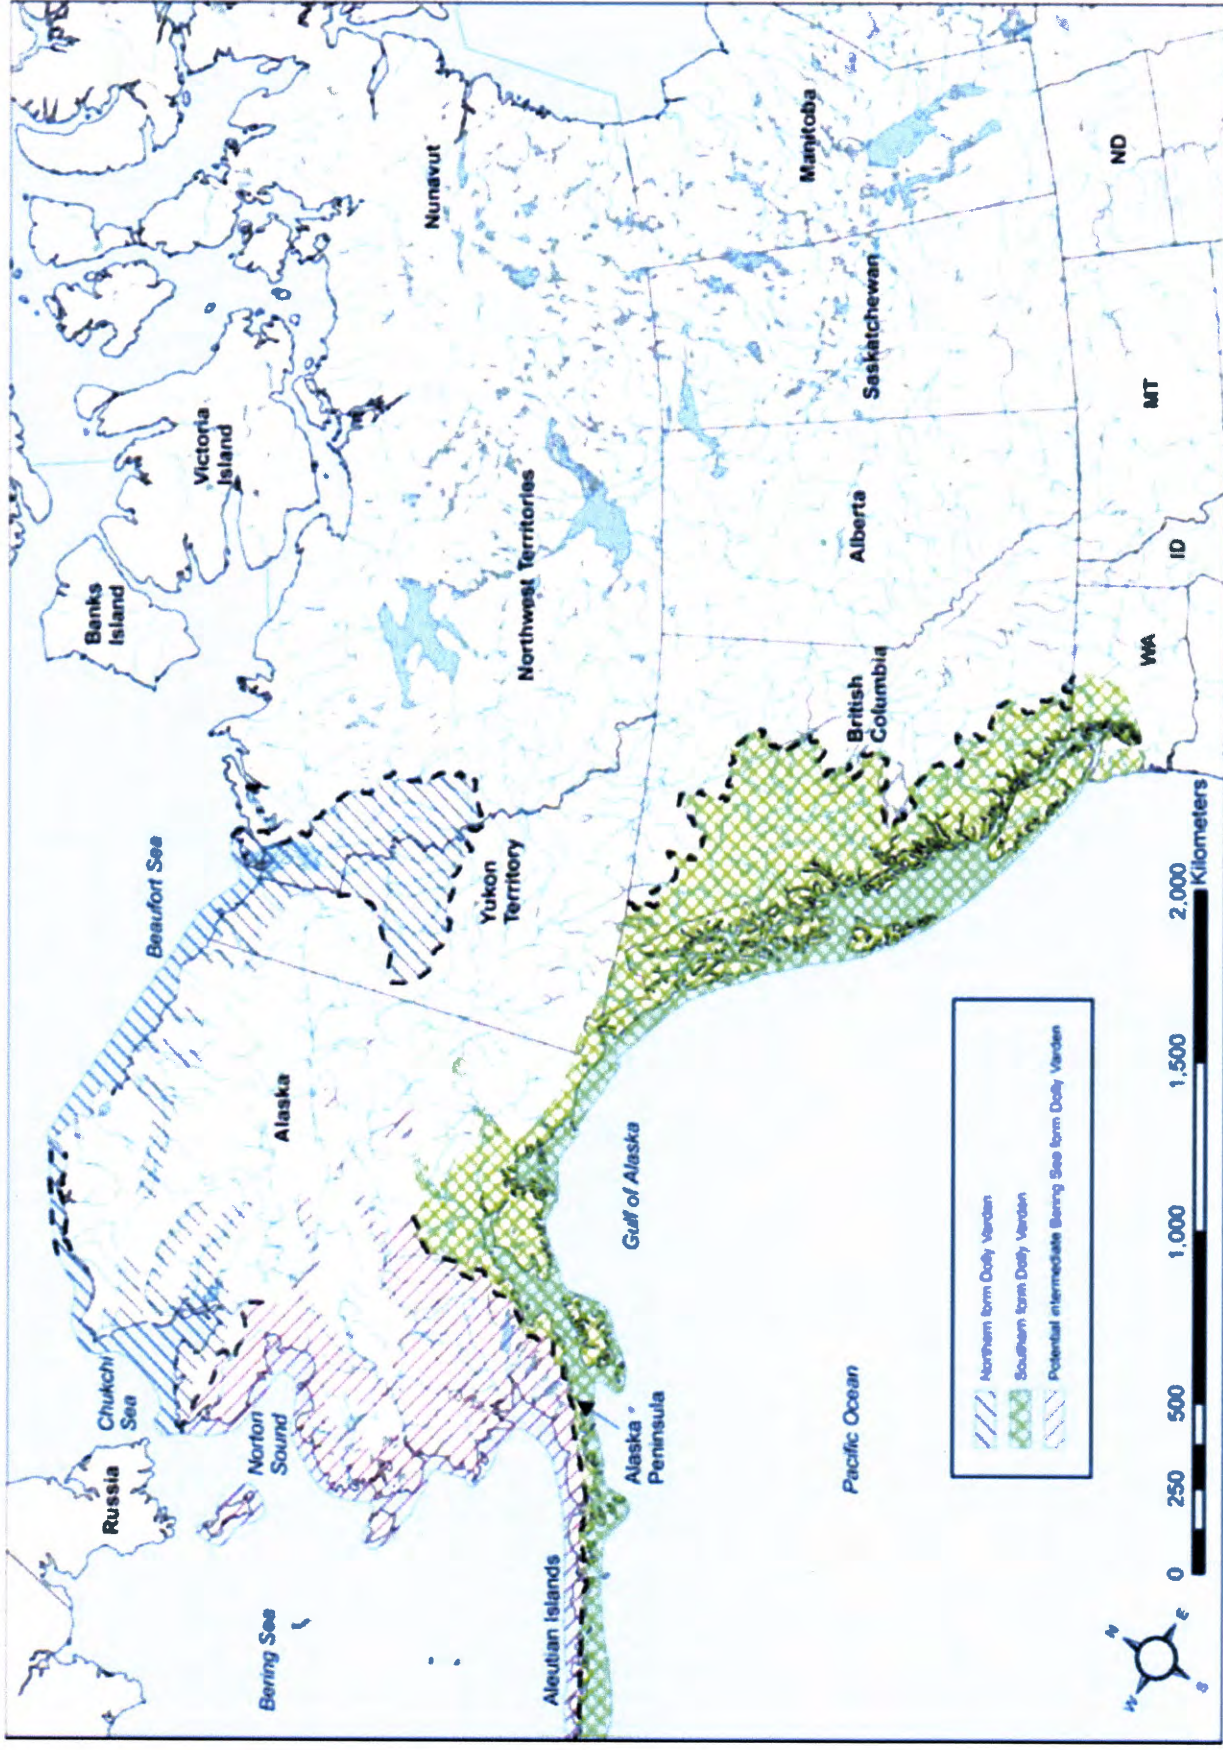 Beaufort Sea
Chukchi
Sea
Russia
Bering Sea
Norton
Sound
Alaska
Banks
Island
Victoria
Island
Nunavut
Northwest Territories
Yukon
Territory
Aleutian Islands
Alaska
Peninsula
Gulf of Alaska
Pacific Ocean
British
Columbia
Alberta
Saskatchewan
Manitoba
WA
ID
MT
ND
Northern form Dolly Varden
Southern form Dolly Varden
Potential intermediate Bering Sea form Dolly Varden
0 250 500 1,000 1,500 2,000
Kilometers
N
W
E
S